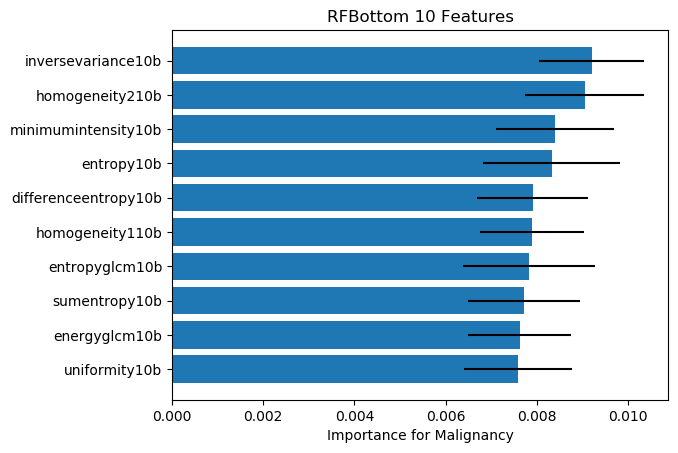 RFBottom 10 Features
inversevariance10b
homogeneity210b
minimumintensity10b
entropy10b
differenceentropy10b
homogeneity110b
entropyglcm10b
sumentropy10b
energyglcm10b
uniformity10b
0.000 0.002 0.004 0.006 0.008 0.010
Importance for Malignancy